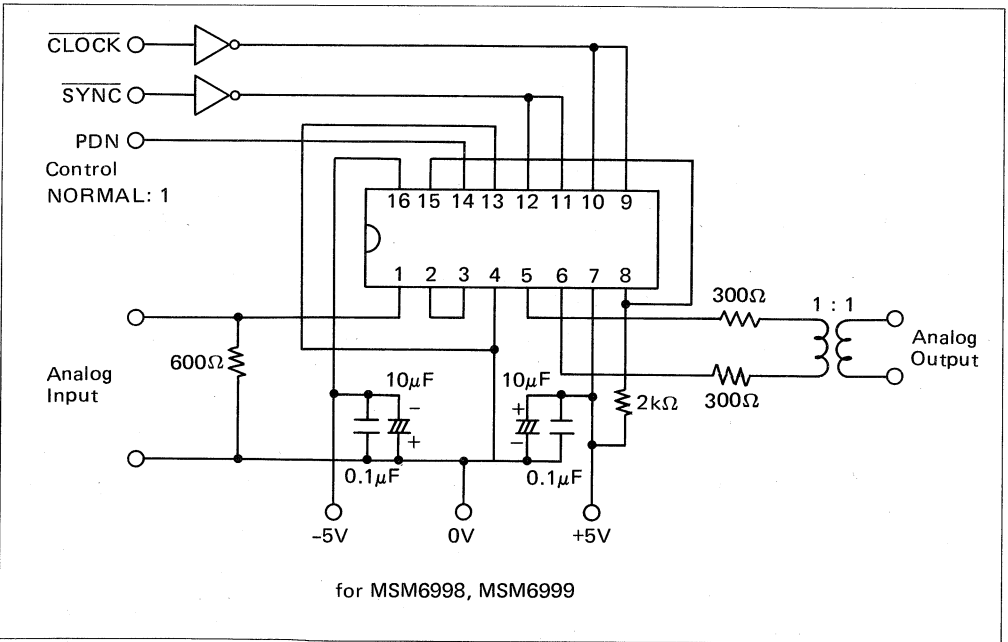 CLOCK
SYNC
PDN
Control
NORMAL: 1
16 15 14 13 12 11 10 9
1 2 3 4 5 6 7 8
300Ω
1 : 1
600Ω
Analog
Input
10μF
10μF
Analog
Output
300Ω
2kΩ
−
+
+
−
0.1μF
0.1μF
−5V
0V
+5V
for MSM6998, MSM6999